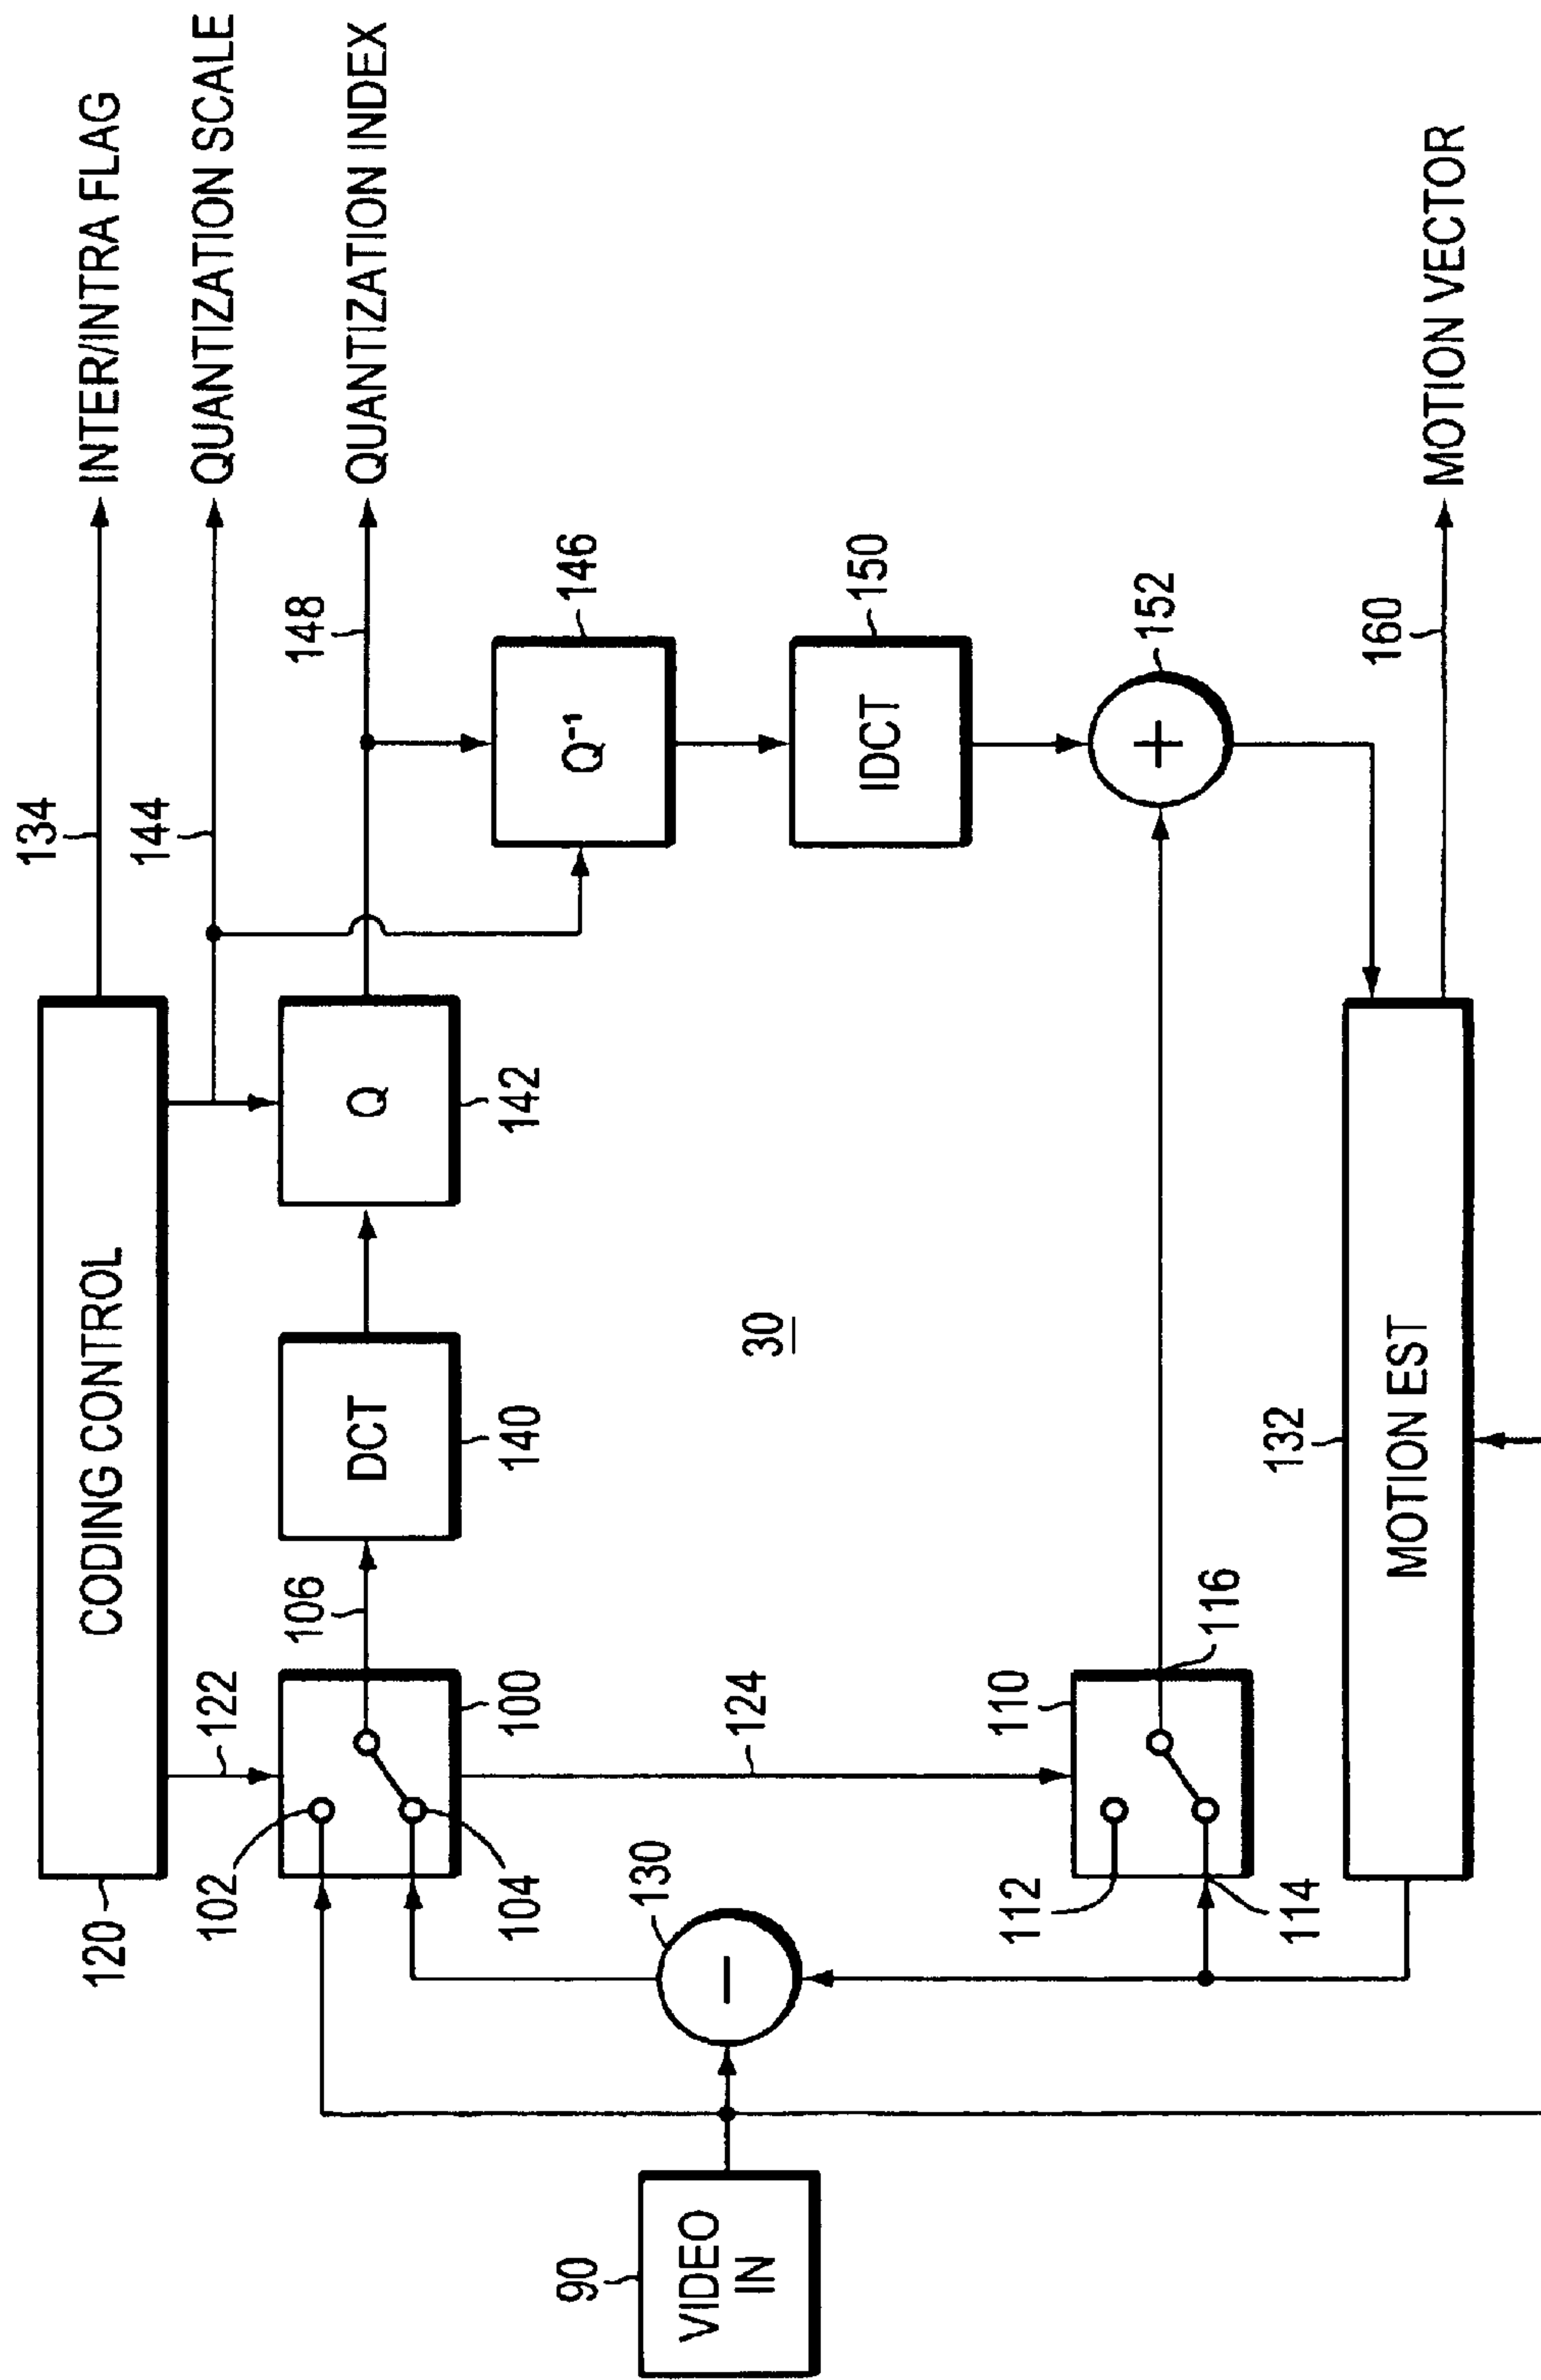 134
INTER/INTRA FLAG
144
QUANTIZATION SCALE
CODING CONTROL
120
122
148
QUANTIZATION INDEX
102
106
DCT
Q
104
100
140
142
Q⁻¹
146
130
−
124
30
IDCT
150
VIDEO
IN
90
110
112
114
116
+
152
132
MOTION EST
160
MOTION VECTOR